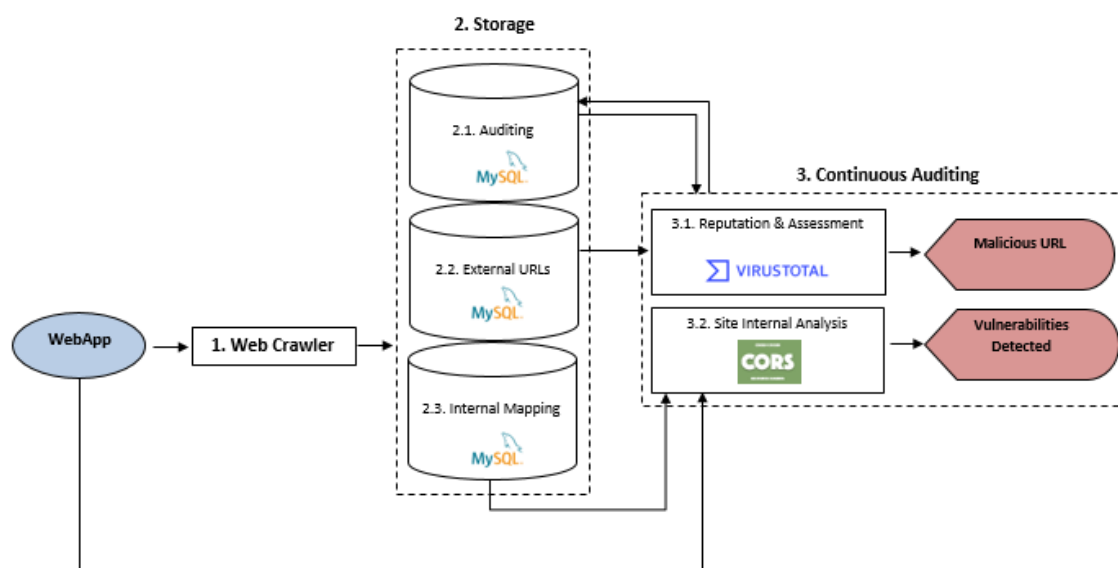 2. Storage
2.1. Auditing
MySQL
2.2. External URLs
MySQL
2.3. Internal Mapping
MySQL
WebApp
1. Web Crawler
3. Continuous Auditing
3.1. Reputation & Assessment
VIRUSTOTAL
Malicious URL
3.2. Site Internal Analysis
CORS
Vulnerabilities
Detected